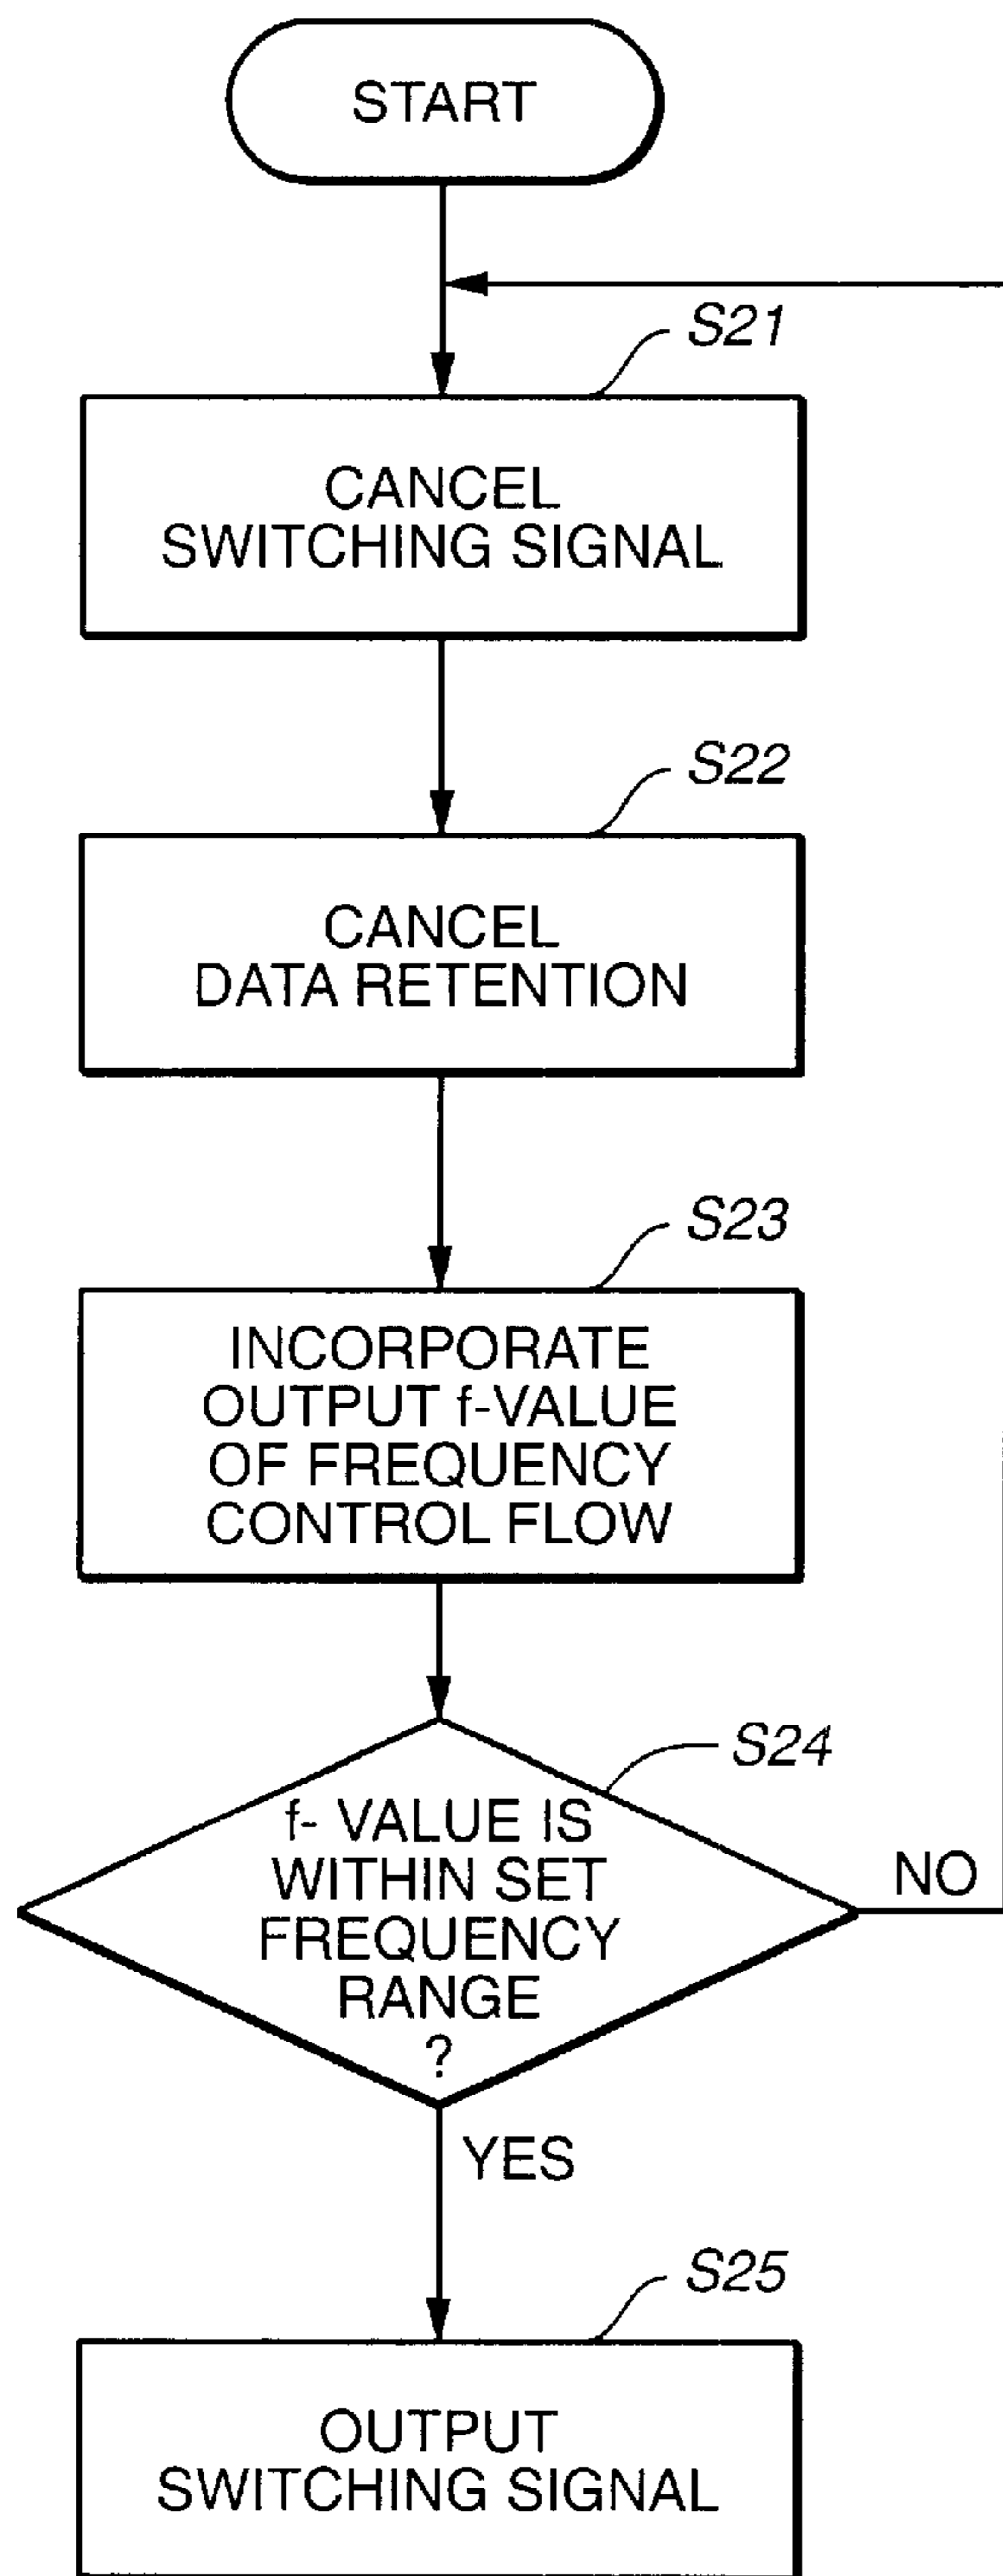 START
S21
CANCEL
SWITCHING SIGNAL
S22
CANCEL
DATA RETENTION
S23
INCORPORATE
OUTPUT f-VALUE
OF FREQUENCY
CONTROL FLOW
S24
f- VALUE IS
WITHIN SET
FREQUENCY
RANGE
?
NO
YES
S25
OUTPUT
SWITCHING SIGNAL